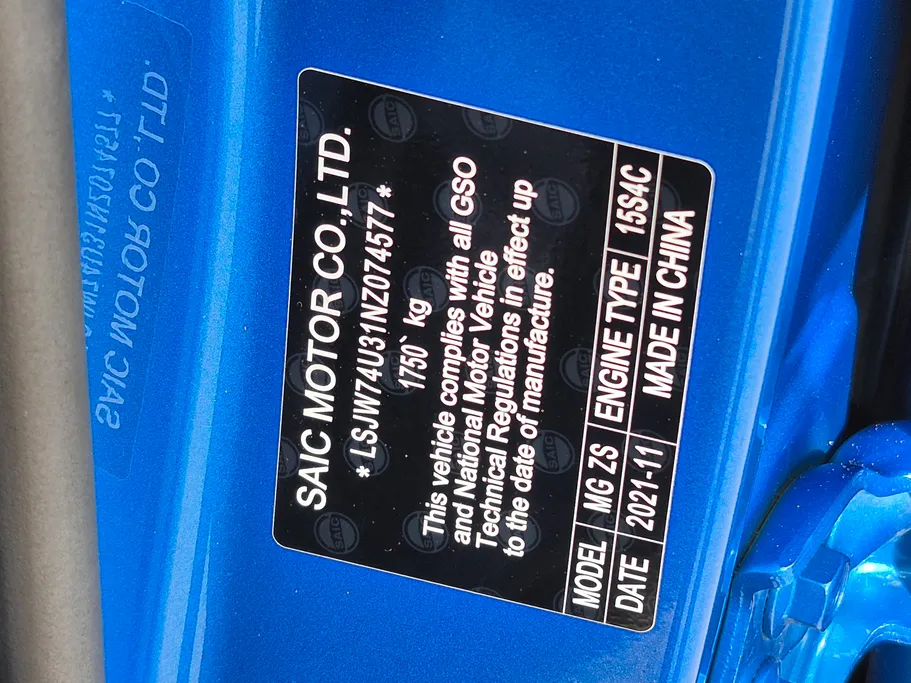 SAIC MOTOR CO.,LTD.
* LSJW74U31NZ074577 *
1750 kg
This vehicle complies with all GSO
and National Motor Vehicle
Technical Regulations in effect up
to the date of manufacture.
MODEL MG ZS ENGINE TYPE 15S4C
DATE 2021-11 MADE IN CHINA